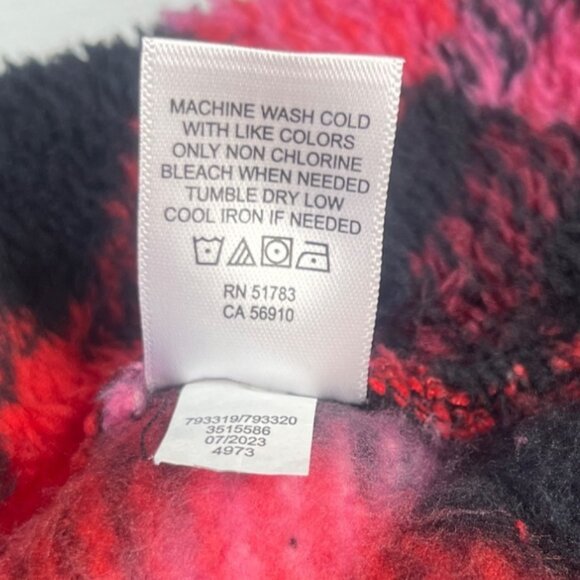 MACHINE WASH COLD
WITH LIKE COLORS
ONLY NON CHLORINE
BLEACH WHEN NEEDED
TUMBLE DRY LOW
COOL IRON IF NEEDED
RN 51783
CA 56910
793319/793320
3515586
07/2023
4973